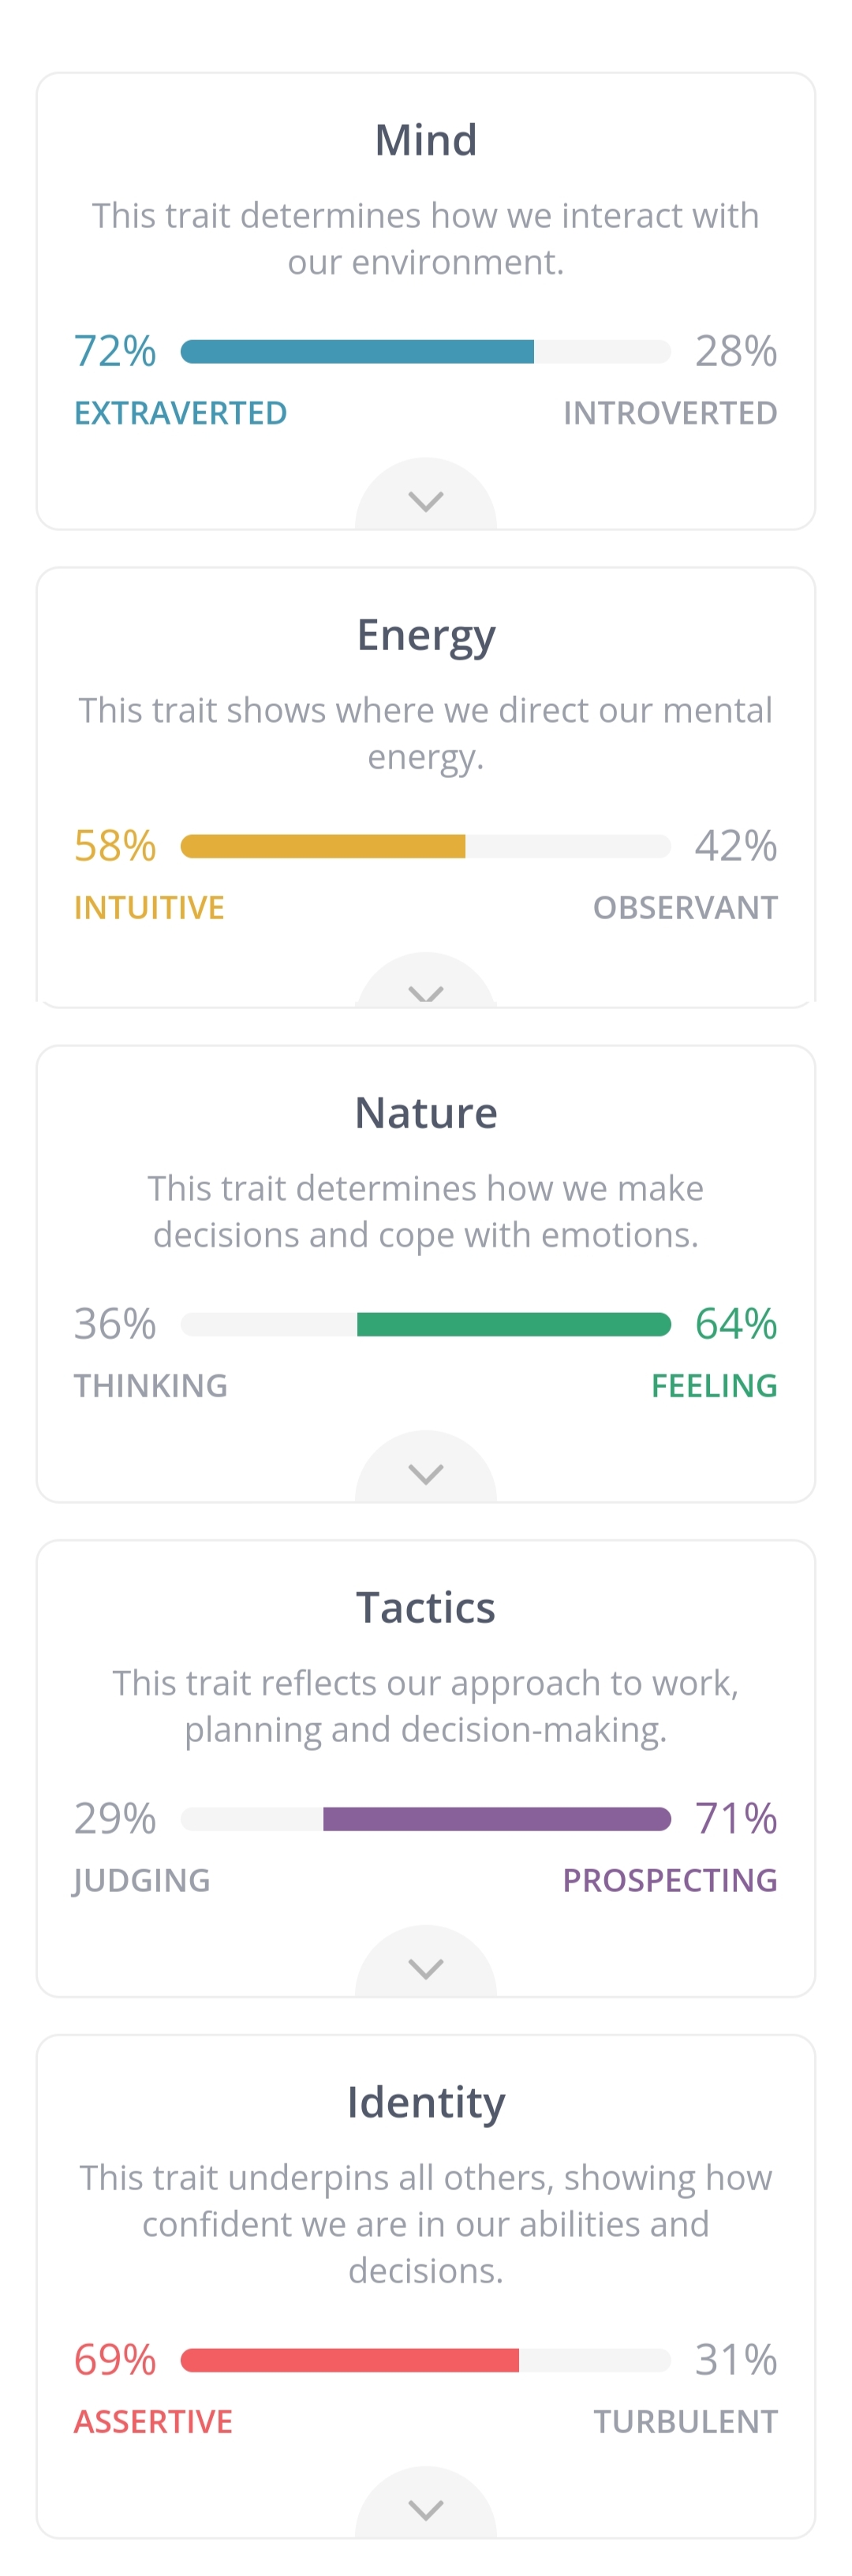 Mind
This trait determines how we interact with
our environment.
72% 28%
EXTRAVERTED INTROVERTED
Energy
This trait shows where we direct our mental
energy.
58% 42%
INTUITIVE OBSERVANT
Nature
This trait determines how we make
decisions and cope with emotions.
36% 64%
THINKING FEELING
Tactics
This trait reflects our approach to work,
planning and decision-making.
29% 71%
JUDGING PROSPECTING
Identity
This trait underpins all others, showing how
confident we are in our abilities and
decisions.
69% 31%
ASSERTIVE TURBULENT